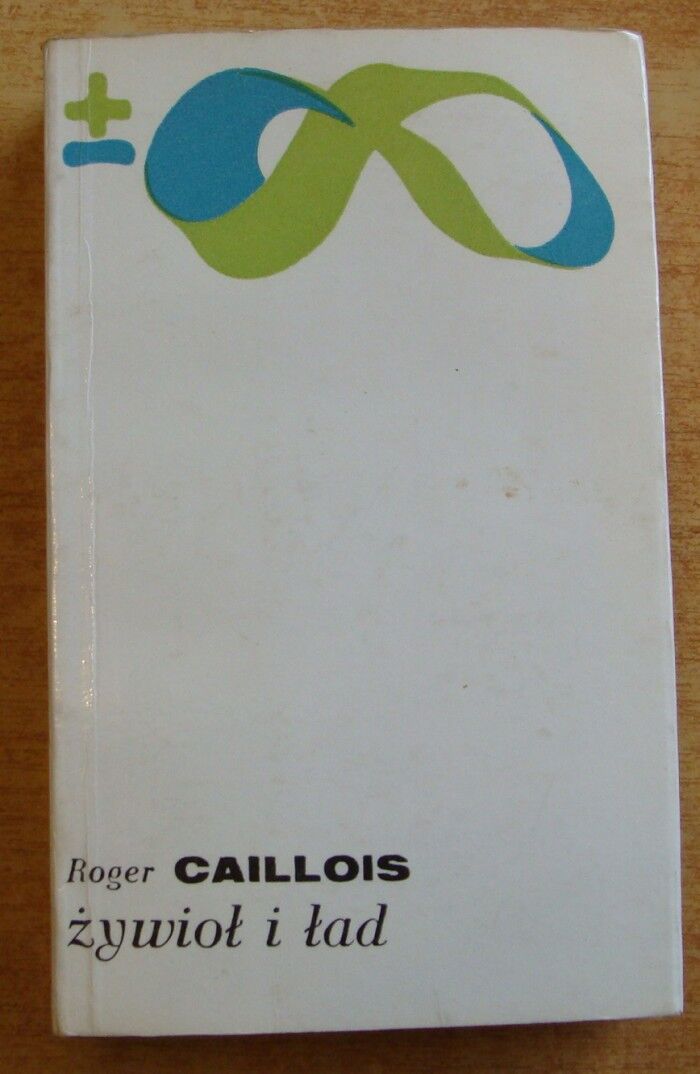 ±
Roger CAILLOIS
żywioł i ład